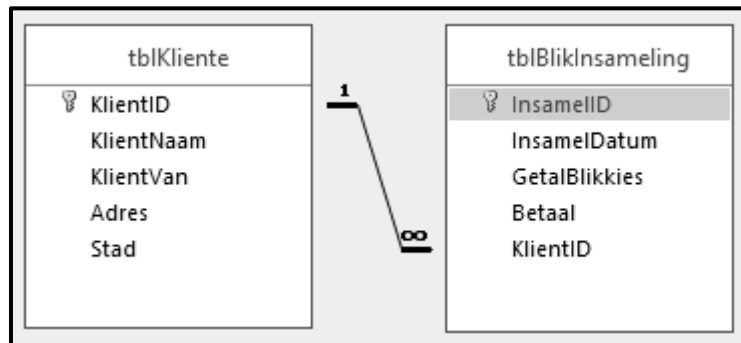 tblKliente
KlientID
KlientNaam
KlientVan
Adres
Stad
1
∞
tblBlikInsameling
InsamelID
InsamelDatum
GetalBlikkies
Betaal
KlientID